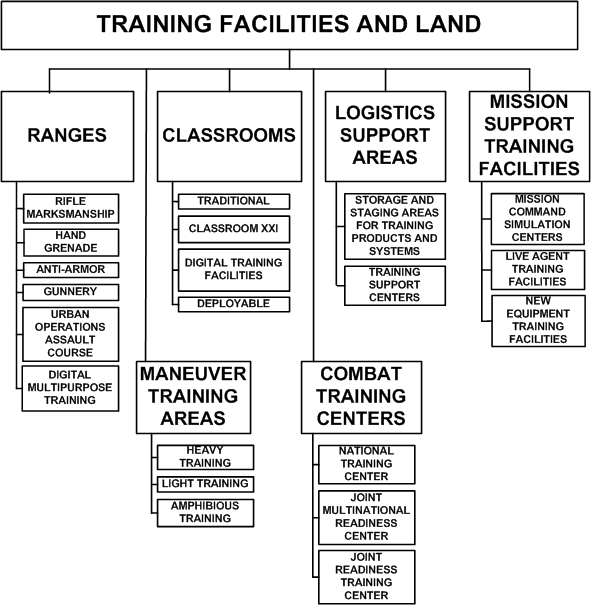 TRAINING FACILITIES AND LAND
RANGES
RIFLE
MARKSMANSHIP
HAND
GRENADE
ANTI-ARMOR
GUNNERY
URBAN
OPERATIONS
ASSAULT
COURSE
DIGITAL
MULTIPURPOSE
TRAINING
MANEUVER
TRAINING
AREAS
HEAVY
TRAINING
LIGHT TRAINING
AMPHIBIOUS
TRAINING
CLASSROOMS
TRADITIONAL
CLASSROOM XXI
DIGITAL TRAINING
FACILITIES
DEPLOYABLE
COMBAT
TRAINING
CENTERS
NATIONAL
TRAINING
CENTER
JOINT
MULTINATIONAL
READINESS
CENTER
JOINT
READINESS
TRAINING
CENTER
LOGISTICS
SUPPORT
AREAS
STORAGE AND
STAGING AREAS
FOR TRAINING
PRODUCTS AND
SYSTEMS
TRAINING
SUPPORT
CENTERS
MISSION
SUPPORT
TRAINING
FACILITIES
MISSION
COMMAND
SIMULATION
CENTERS
LIVE AGENT
TRAINING
FACILITIES
NEW
EQUIPMENT
TRAINING
FACILITIES